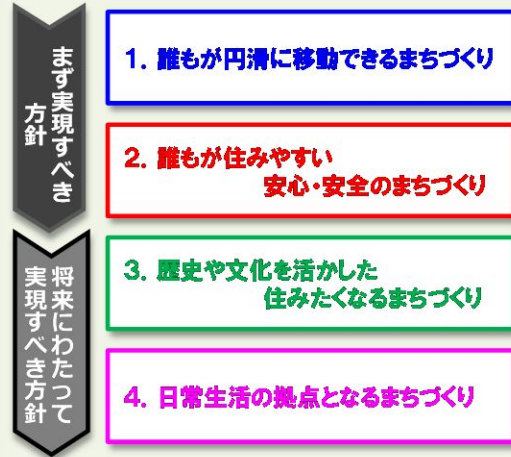 まず実現すべき
方針
1. 誰もが円滑に移動できるまちづくり
2. 誰もが住みやすい
安心・安全のまちづくり
将来にわたって
実現すべき方針
3. 歴史や文化を活かした
住みたくなるまちづくり
4. 日常生活の拠点となるまちづくり